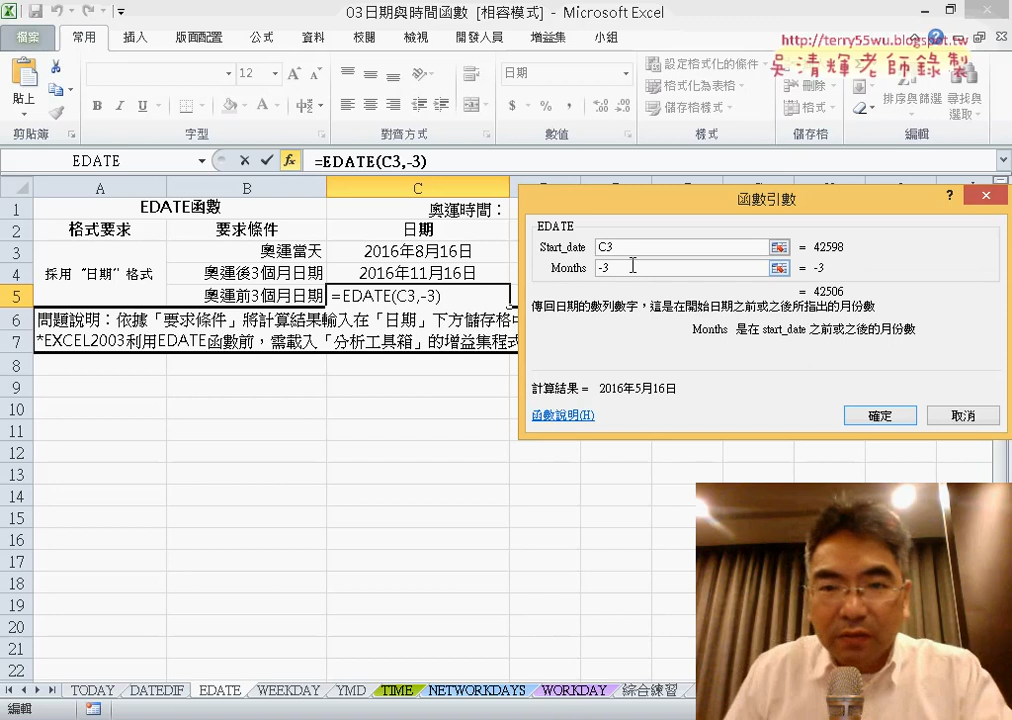 03日期與時間函數 [相容模式] - Microsoft Excel
檔案 常用 插入 版面配置 公式 資料 校閱 檢視 開發人員 增益集 小組
http://terry55wu.blogspot.tw
吳清輝老師錄製
貼上 12 日期 設定格式化的條件 格式化為表格 儲存格樣式 刪除 格式 排序與篩選 尋找與選取
剪貼簿 字型 對齊方式 數值 樣式 儲存格 編輯
EDATE =EDATE(C3,-3)
A B C
1 EDATE函數 奧運時間：
2 格式要求 要求條件 日期
3 奧運當天 2016年8月16日
4 採用 "日期" 格式 奧運後3個月日期 2016年11月16日
5 奧運前3個月日期 =EDATE(C3,-3)
6 問題說明：依據「要求條件」將計算結果輸入在「日期」下方儲存格中
7 *EXCEL2003利用EDATE函數前，需載入「分析工具箱」的增益集程式
8
9
10
11
12
13
14
15
16
17
18
19
20
21
22
函數引數
EDATE
Start_date C3 = 42598
Months -3 = -3
= 42506
傳回日期的數列數字，這是在開始日期之前或之後所指出的月份數
Months 是在 start_date 之前或之後的月份數
計算結果 = 2016年5月16日
函數說明(H) 確定 取消
TODAY DATEDIF EDATE WEEKDAY YMD TIME NETWORKDAYS WORKDAY 綜合練習
編輯